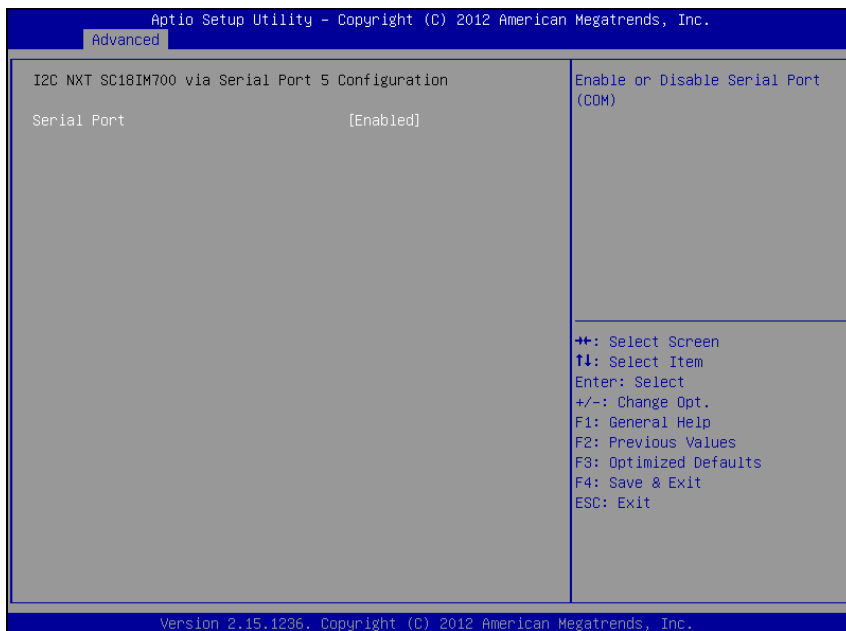 Aptio Setup Utility – Copyright (C) 2012 American Megatrends, Inc.
Advanced
I2C NXT SC18IM700 via Serial Port 5 Configuration
Serial Port [Enabled]
Enable or Disable Serial Port
(COM)
→←: Select Screen
↑↓: Select Item
Enter: Select
+/-: Change Opt.
F1: General Help
F2: Previous Values
F3: Optimized Defaults
F4: Save & Exit
ESC: Exit
Version 2.15.1236. Copyright (C) 2012 American Megatrends, Inc.